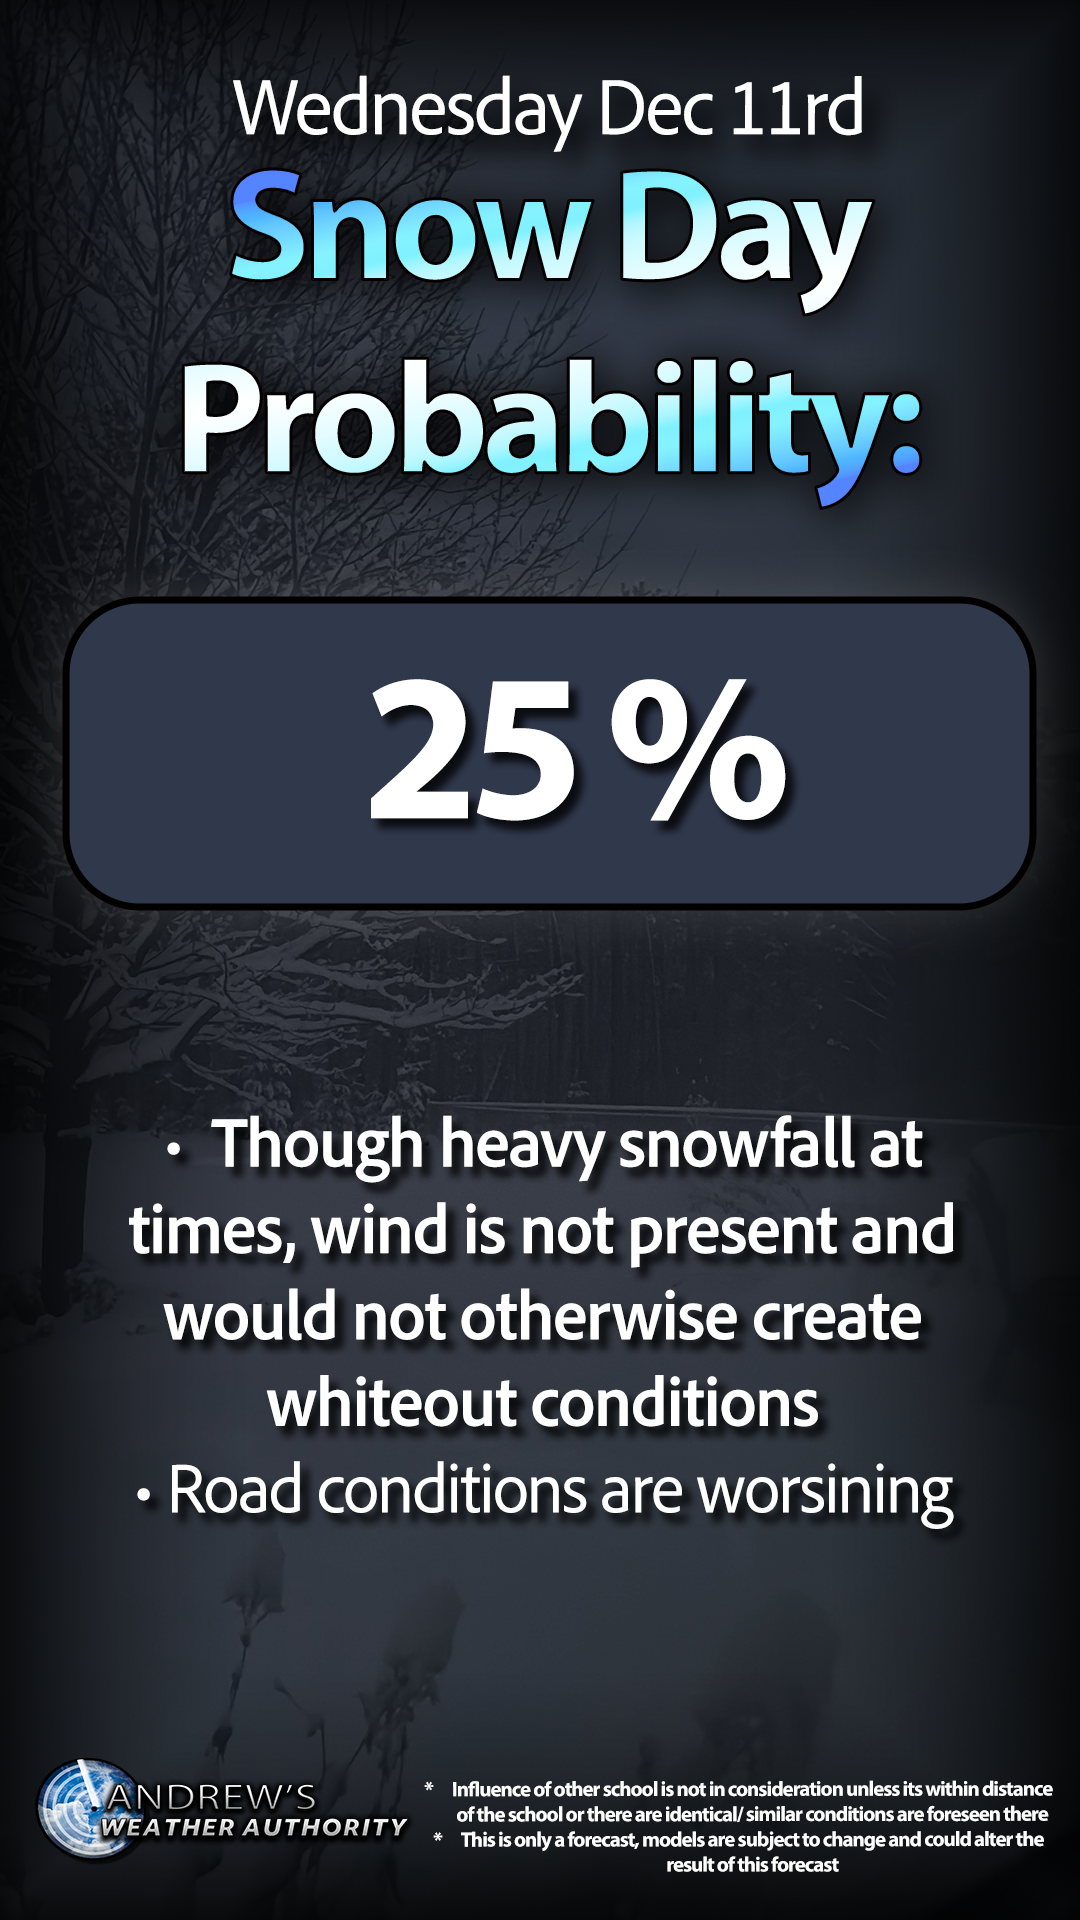 Wednesday Dec 11rd
Snow Day
Probability:
25 %
• Though heavy snowfall at
times, wind is not present and
would not otherwise create
whiteout conditions
• Road conditions are worsining
ANDREW'S
WEATHER AUTHORITY
* Influence of other school is not in consideration unless its within distance
of the school or there are identical/ similar conditions are foreseen there
* This is only a forecast, models are subject to change and could alter the
result of this forecast